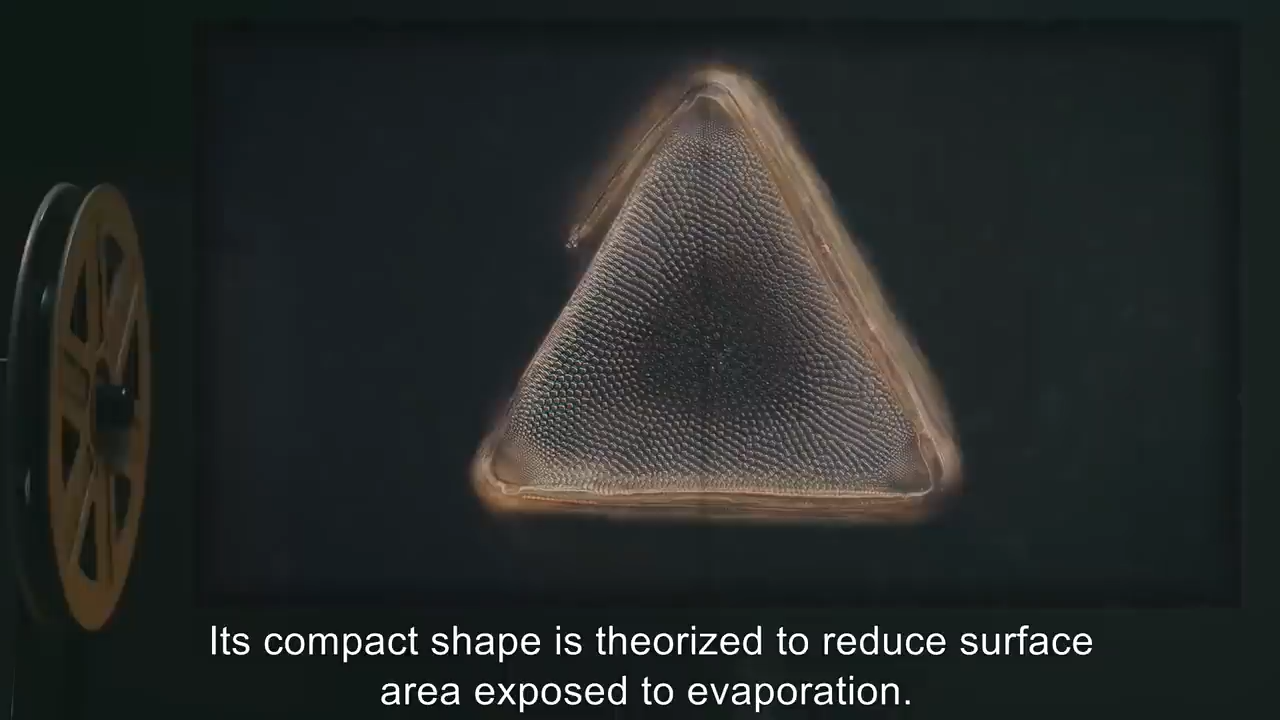 Its compact shape is theorized to reduce surface
area exposed to evaporation.